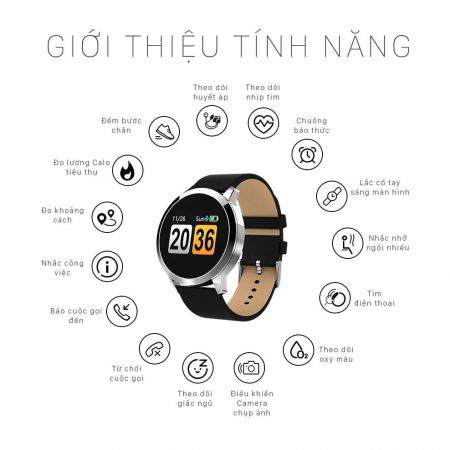 GIỚI THIỆU TÍNH NĂNG
Theo dõi
huyết áp
Theo dõi
nhịp tim
Chuông
báo thức
Lắc cổ tay
sáng màn hình
Nhắc nhở
ngồi nhiều
Tìm
điện thoại
Theo dõi
oxy máu
Điều khiển
Camera
chụp ảnh
Theo dõi
giấc ngủ
Từ chối
cuộc gọi
Báo cuộc gọi
đến
Nhắc
công việc
Đo khoảng
cách
Đo lượng Calo
tiêu thụ
Đếm bước
chân
11/26 Sun
20 36
O2